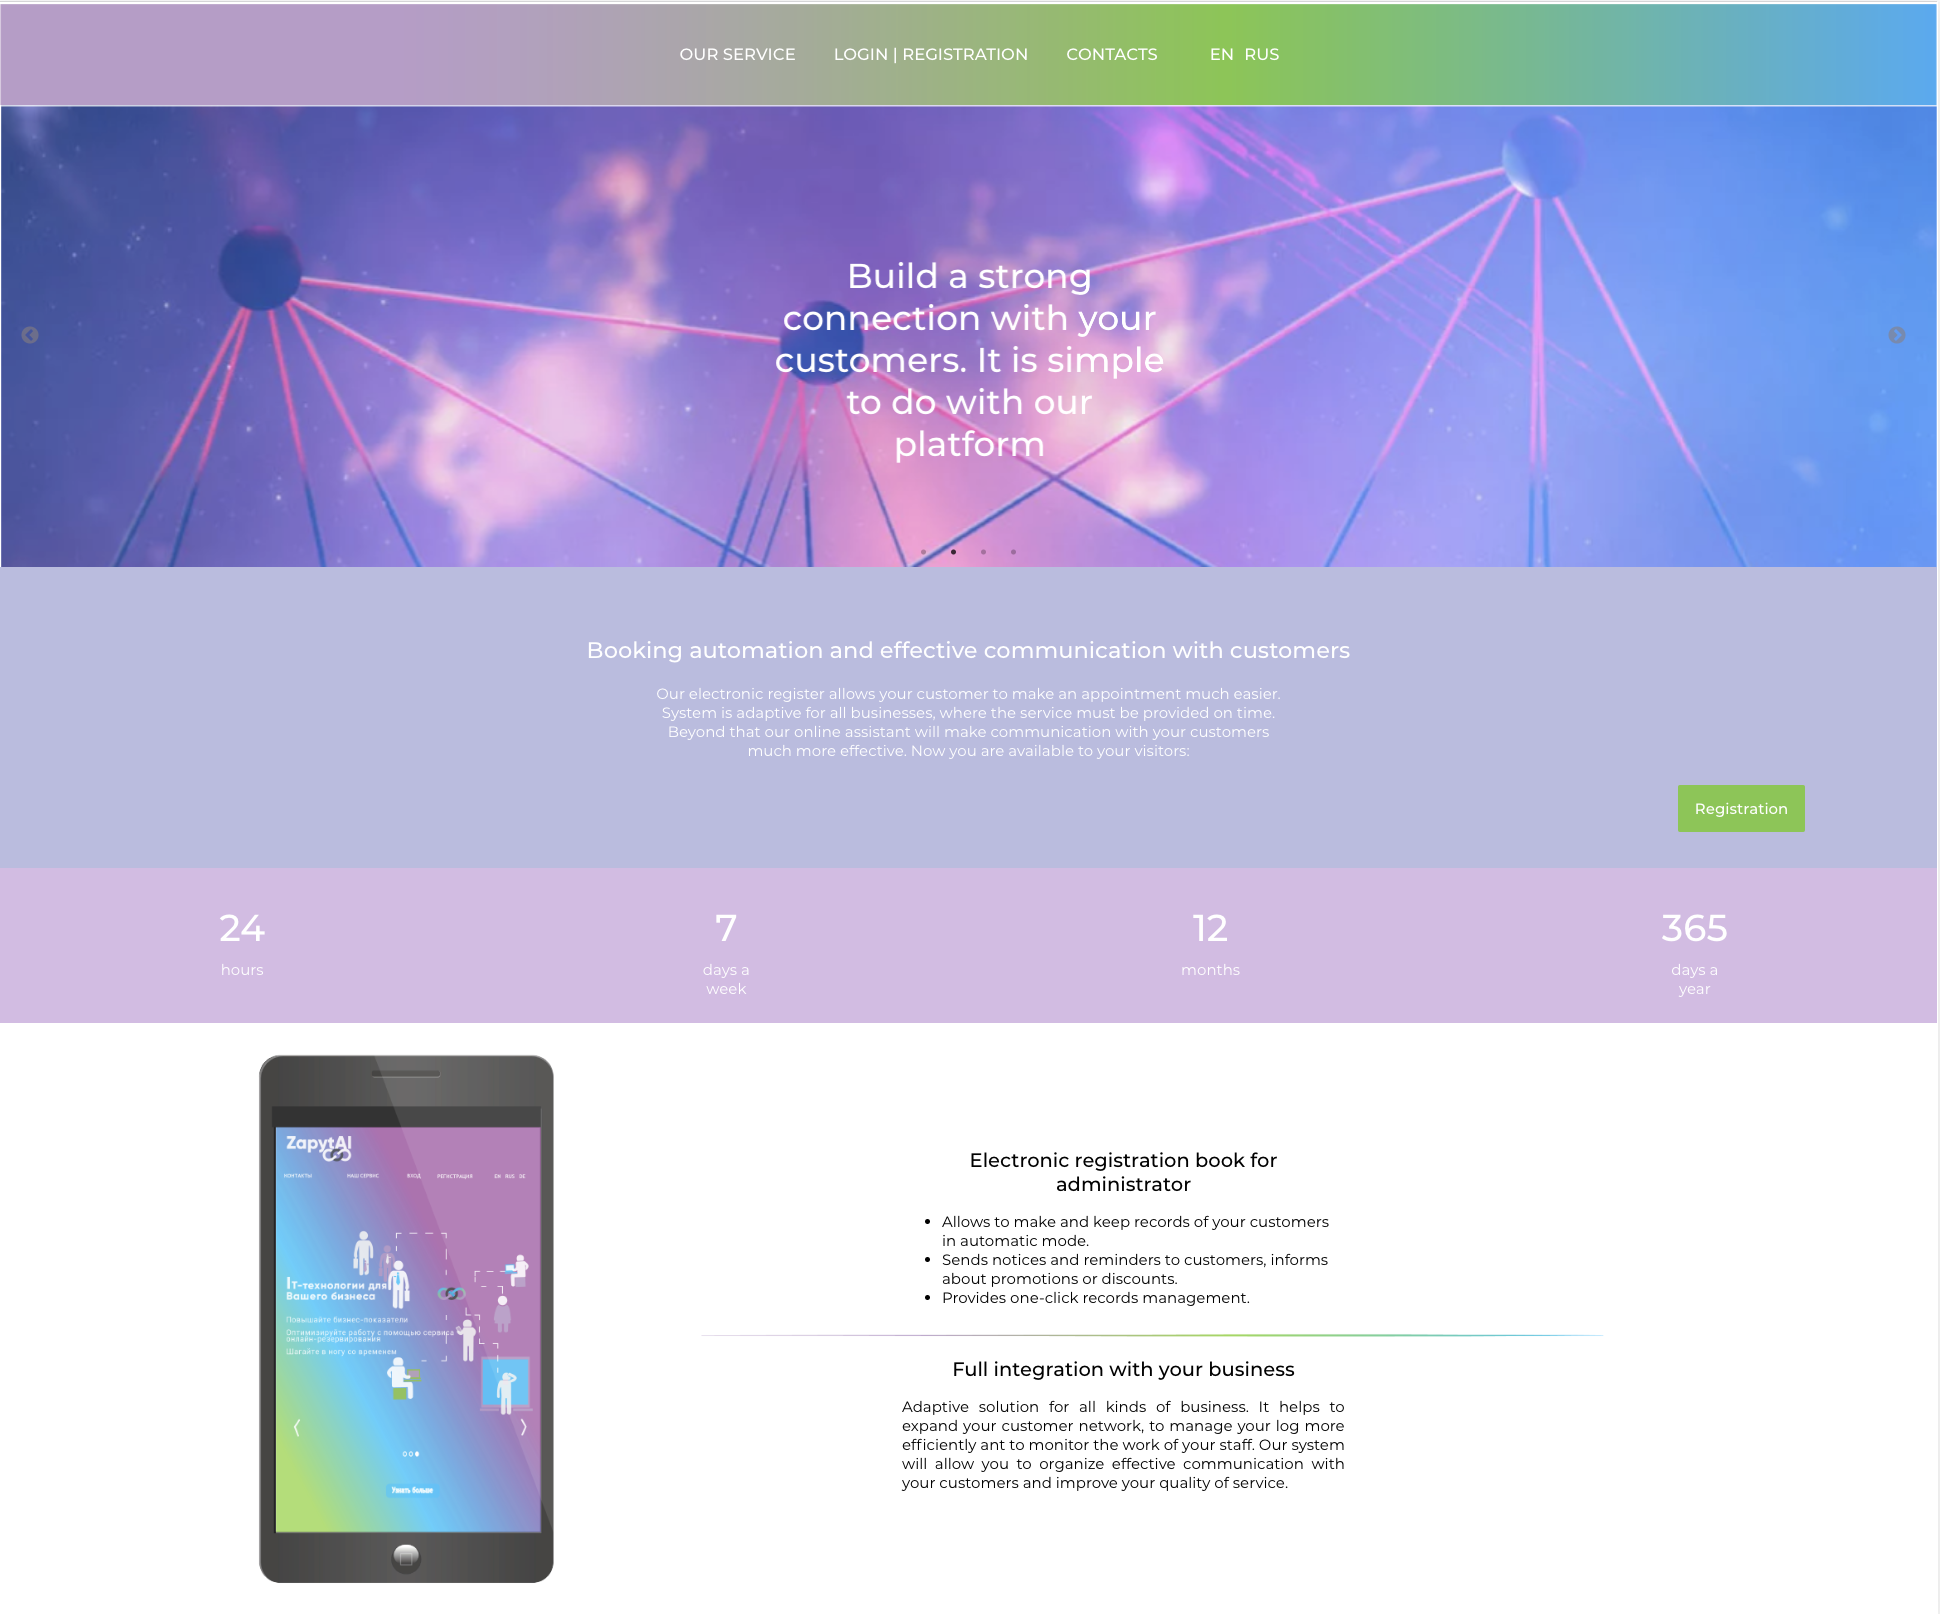 OUR SERVICE LOGIN | REGISTRATION CONTACTS EN RUS
Build a strong
connection with your
customers. It is simple
to do with our
platform
Booking automation and effective communication with customers
Our electronic register allows your customer to make an appointment much easier.
System is adaptive for all businesses, where the service must be provided on time.
Beyond that our online assistant will make communication with your customers
much more effective. Now you are available to your visitors:
Registration
24
hours
7
days a
week
12
months
365
days a
year
ZapytAI
КОНТАКТЫ НАШ СЕРВИС ВХОД РЕГИСТРАЦИЯ EN RUS DE
IT-технологии для
Вашего бизнеса
Повышайте бизнес-показатели
Оптимизируйте работу с помощью сервиса
онлайн-резервирования
Шагайте в ногу со временем
Узнать больше
Electronic registration book for
administrator
• Allows to make and keep records of your customers
in automatic mode.
• Sends notices and reminders to customers, informs
about promotions or discounts.
• Provides one-click records management.
Full integration with your business
Adaptive solution for all kinds of business. It helps to
expand your customer network, to manage your log more
efficiently ant to monitor the work of your staff. Our system
will allow you to organize effective communication with
your customers and improve your quality of service.